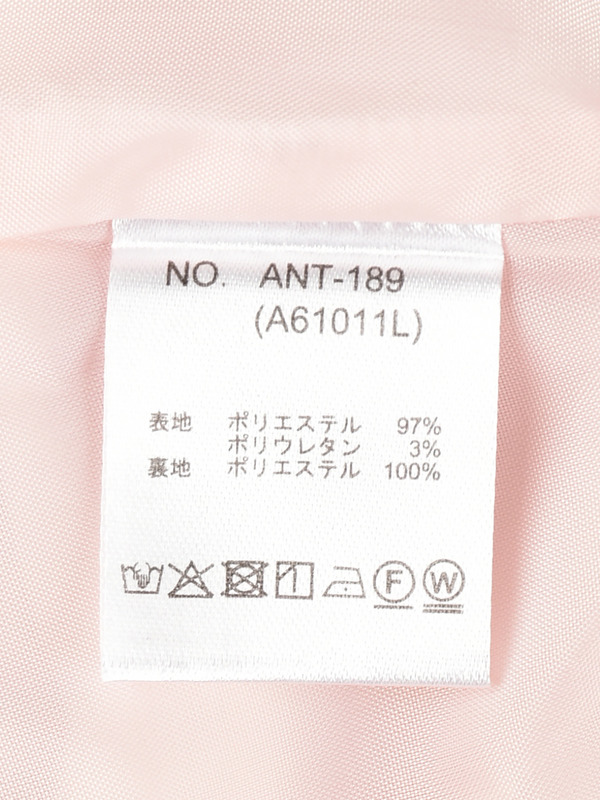 NO. ANT-189
(A61011L)
表地 ポリエステル 97%
ポリウレタン 3%
裏地 ポリエステル 100%
F W